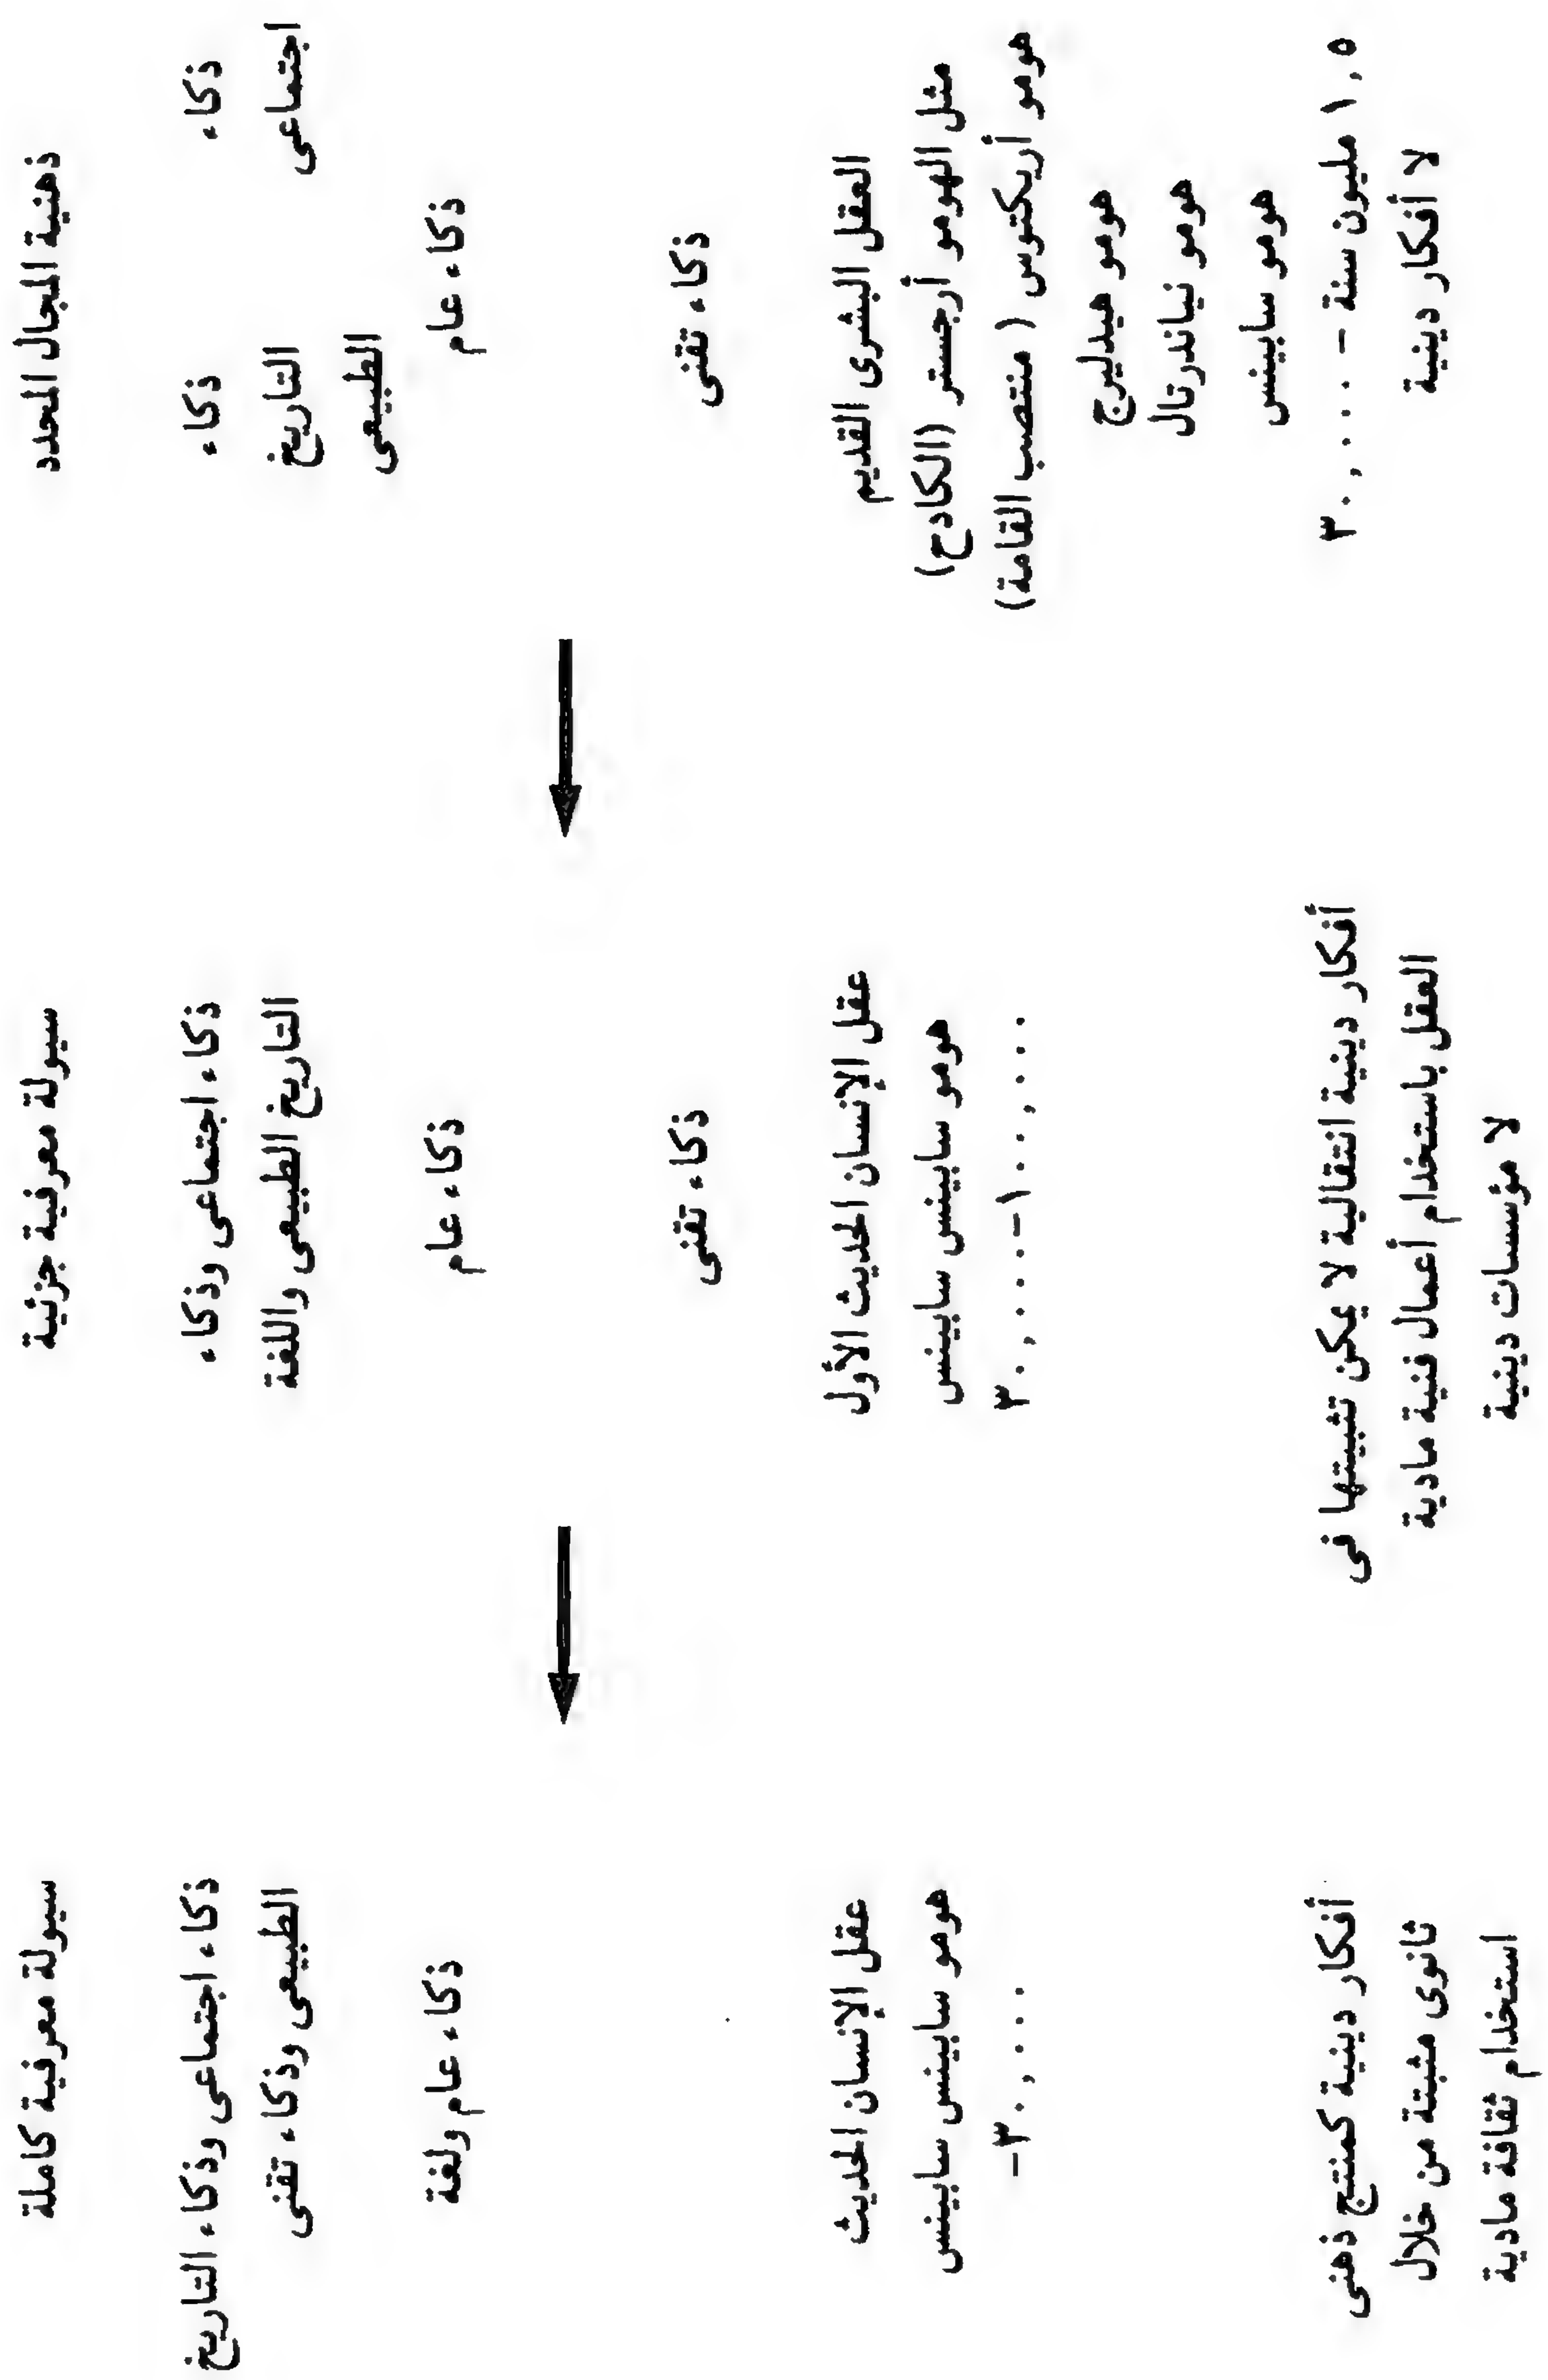 ذهنية المجال المحدد
ذكاء
اجتماعى
ذكاء
التاريخ
الطبيعى
ذكاء عام
ذكاء تقنى
العقل البشرى القديم
مثل الهومو أرجستر (الكادح)
هومو أريكتوس (منتصب القامة)
هومو هيدليرج
هومو نياندرتال
هومو سابينس
١,٥ مليون سنة - ٣٠,٠٠٠
لا أفكار دينية
سيولة معرفية جزئية
ذكاء اجتماعى وذكاء
التاريخ الطبيعى واللغة
ذكاء عام
ذكاء تقنى
عقل الإنسان الحديث الأول
هومو سابينس سابينس
١٠٠,٠٠٠-٣٠,٠٠٠
أفكار دينية انتقالية لا يمكن تثبيتها فى
العقل باستخدام أعمال فنية مادية
لا مؤسسات دينية
سيولة معرفية كاملة
ذكاء اجتماعى وذكاء التاريخ
الطبيعى وذكاء تقنى
ذكاء عام ولغة
عقل الإنسان الحديث
هومو سابينس سابينس
٣٠,٠٠٠-
أفكار دينية كمنتج ذهنى
ثانوى مثبتة من خلال
استخدام ثقافة مادية